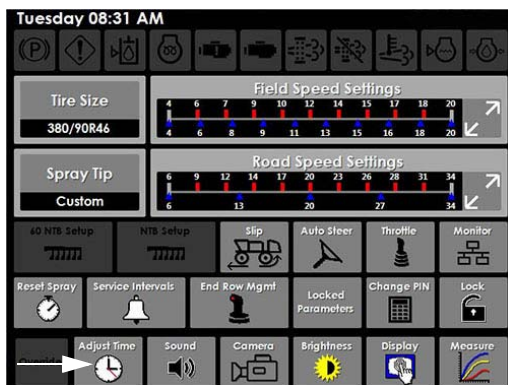 Tuesday 08:31 AM
(P)
Tire Size
380/90R46
Field Speed Settings
4 6 7 9 10 12 14 15 17 18 20
4 6 8 9 11 13 15 16 18 20
Spray Tip
Custom
Road Speed Settings
6 9 12 14 17 20 23 26 28 31 34
6 13 20 27 34
60 NTB Setup
NTB Setup
Slip
Auto Steer
Throttle
Monitor
Reset Spray
Service Intervals
End Row Mgmt
Locked
Parameters
Change PIN
Lock
Override
Adjust Time
Sound
Camera
Brightness
Display
Measure